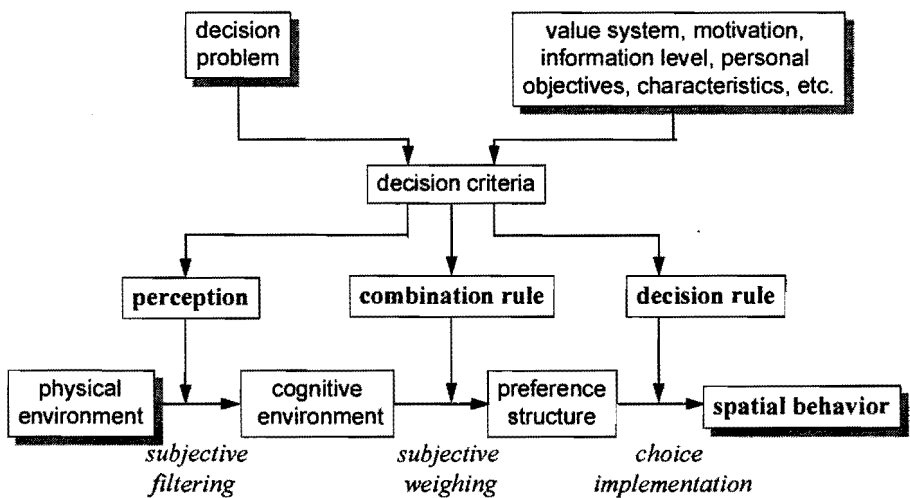 decision
problem
value system, motivation,
information level, personal
objectives, characteristics, etc.
decision criteria
perception
combination rule
decision rule
physical
environment
cognitive
environment
preference
structure
spatial behavior
subjective
filtering
subjective
weighing
choice
implementation